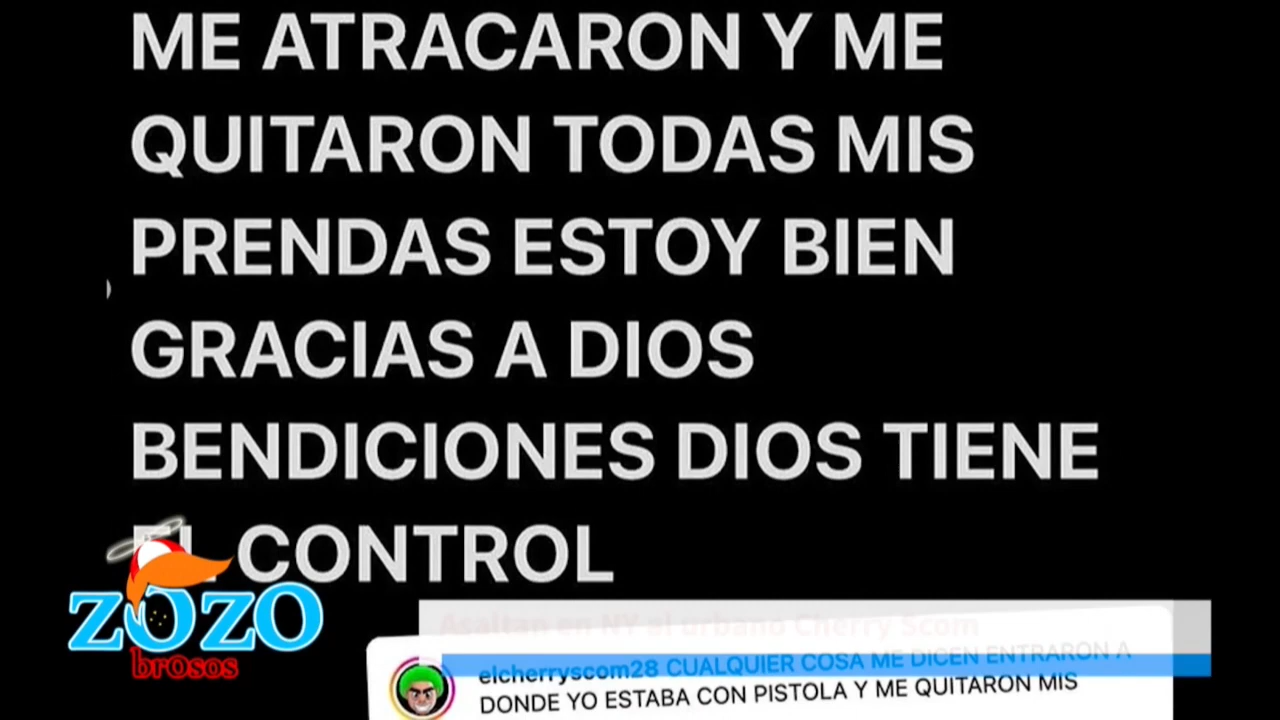 ME ATRACARON Y ME
QUITARON TODAS MIS
PRENDAS ESTOY BIEN
GRACIAS A DIOS
BENDICIONES DIOS TIENE
EL CONTROL
zozo
brosos
Asaltan en NY al urbano Cherry Scom
elcherryscom28 CUALQUIER COSA ME DICEN ENTRARON A
DONDE YO ESTABA CON PISTOLA Y ME QUITARON MIS